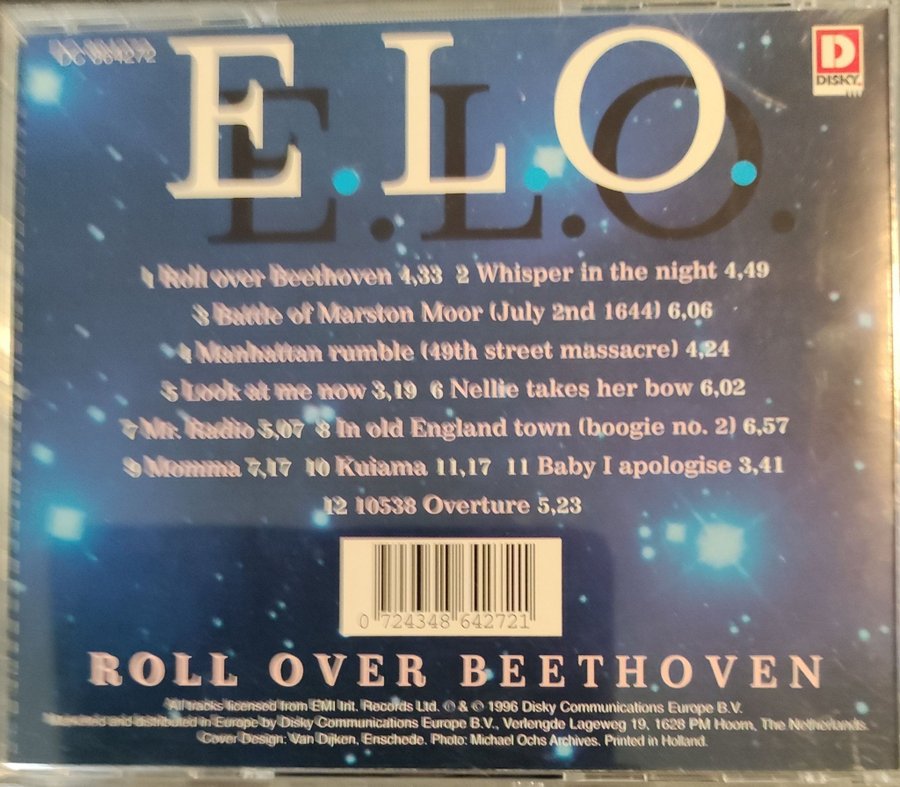 DC 864272
E.L.O.
D
DISKY
1 Roll over Beethoven 4,33 2 Whisper in the night 4,49
3 Battle of Marston Moor (July 2nd 1644) 6,06
4 Manhattan rumble (49th street massacre) 4,24
5 Look at me now 3,19 6 Nellie takes her bow 6,02
7 Mr. Radio 5,07 8 In old England town (boogie no. 2) 6,57
9 Momma 7,17 10 Kuiama 11,17 11 Baby I apologise 3,41
12 10538 Overture 5,23
0 724348 642721
ROLL OVER BEETHOVEN
All tracks licensed from EMI Irit. Records Ltd. ℗ & © 1996 Disky Communications Europe B.V.
Marketed and distributed in Europe by Disky Communications Europe B.V., Verlengde Lageweg 19, 1628 PM Hoorn, The Netherlands.
Cover Design: Van Dijken, Enschede. Photo: Michael Ochs Archives. Printed in Holland.